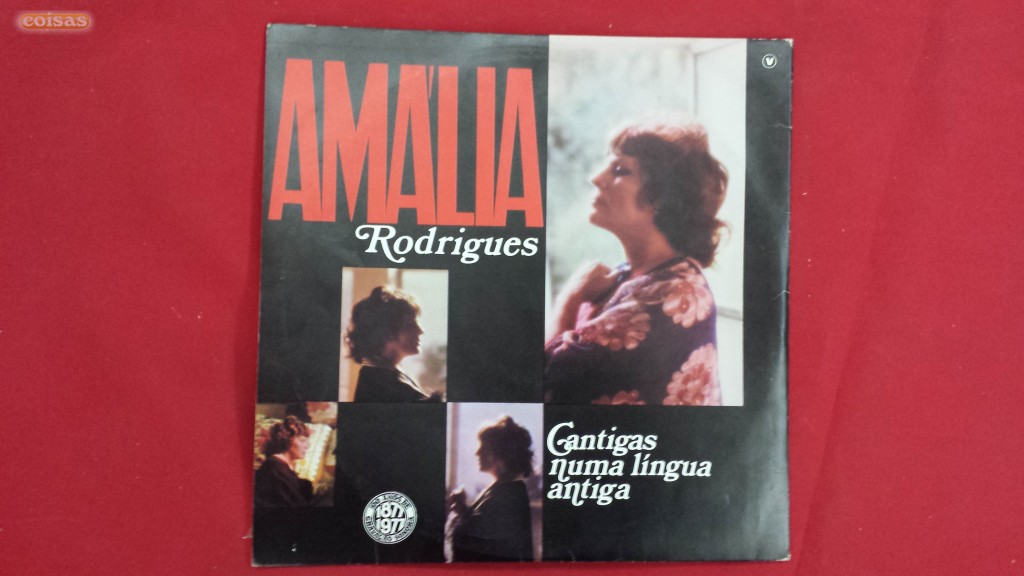 coisas
V
AMÁLIA
Rodrigues
Cantigas
numa língua
antiga
1877
1977